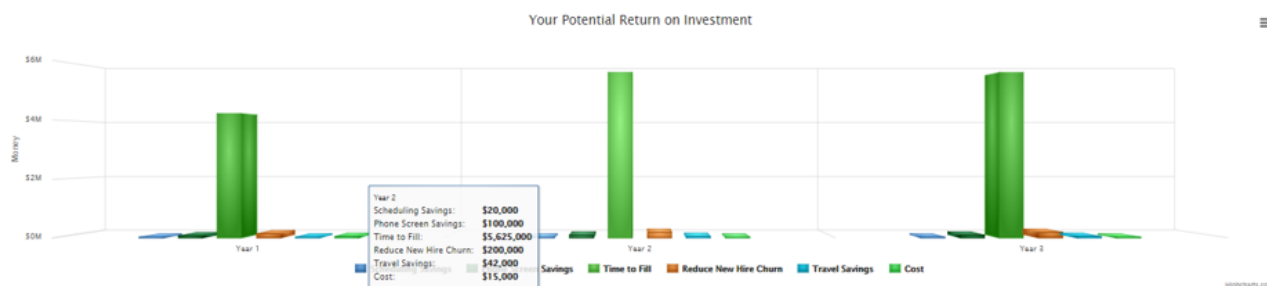 Your Potential Return on Investment
$6M
$4M
$2M
$0M
Money
Year 1
Year 2
Year 3
Year 2
Scheduling Savings: $20,000
Phone Screen Savings: $100,000
Time to Fill: $5,625,000
Reduce New Hire Churn: $200,000
Travel Savings: $42,000
Cost: $15,000
Savings Screen Savings Time to Fill Reduce New Hire Churn Travel Savings Cost